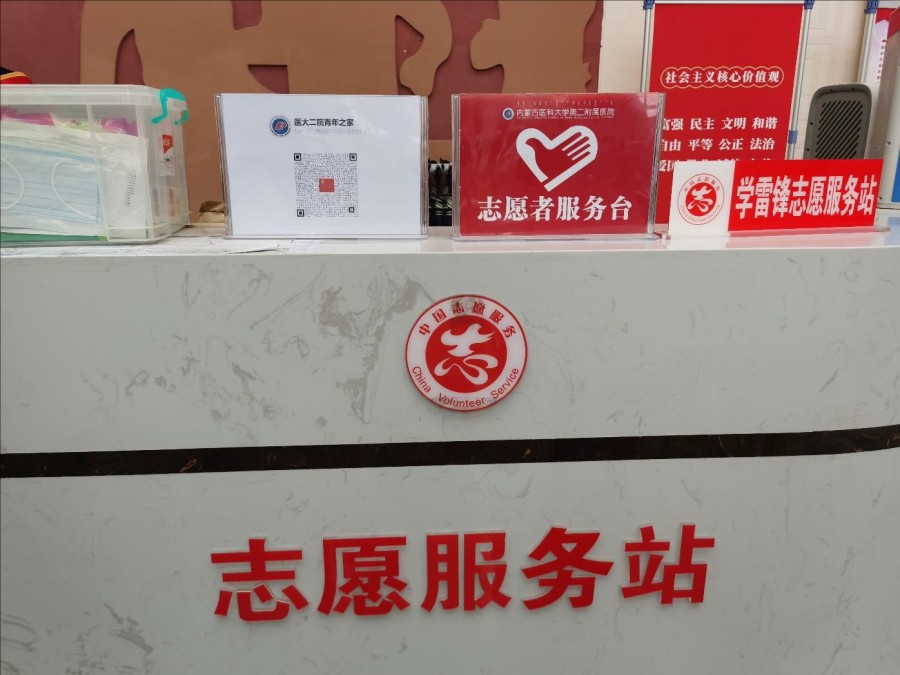 医大二院青年之家
内蒙古医科大学第二附属医院
志愿者服务台
社会主义核心价值观
富强 民主 文明 和谐
自由 平等 公正 法治
学雷锋志愿服务站
中国志愿服务
China Volunteer Service
志愿服务站